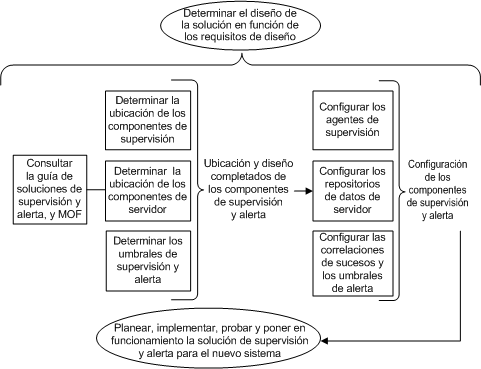 Determinar el diseño de
la solución en función de
los requisitos de diseño
Consultar
la guía de
soluciones de
supervisión y
alerta, y MOF
Determinar la
ubicación de los
componentes de
supervisión
Determinar la
ubicación de los
componentes de
servidor
Determinar los
umbrales de
supervisión y
alerta
Ubicación y diseño
completados de
los componentes
de supervisión
y alerta
Configurar los
agentes de
supervisión
Configurar los
repositorios
de datos de
servidor
Configurar las
correlaciones
de sucesos y
los umbrales
de alerta
Configuración
de los
componentes
de supervisión
y alerta
Planear, implementar, probar y poner en
funcionamiento la solución de supervisión
y alerta para el nuevo sistema